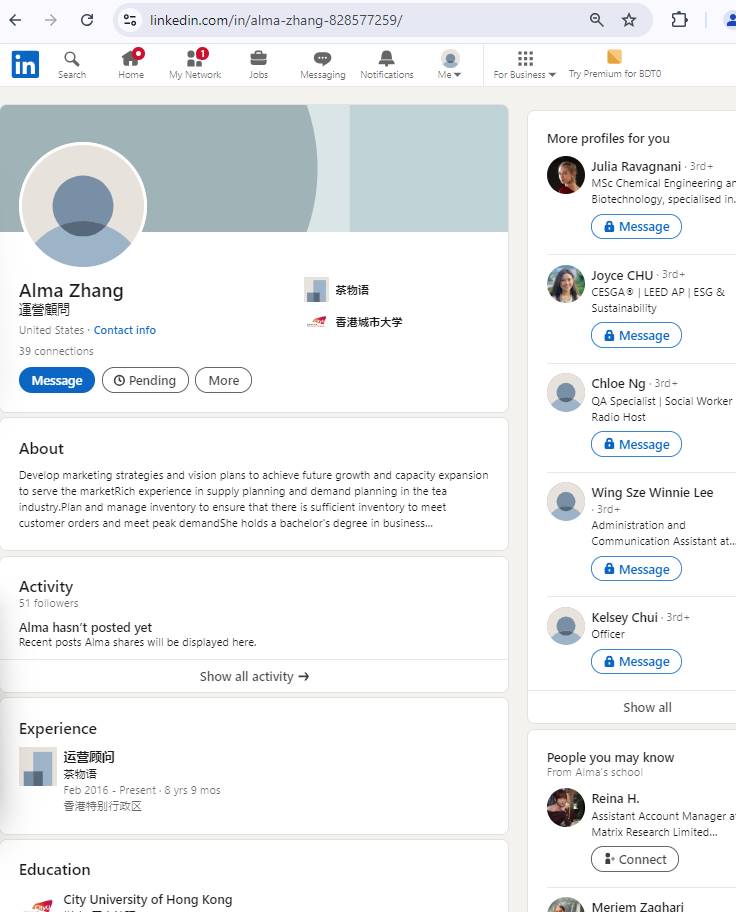 linkedin.com/in/alma-zhang-828577259/
in
Search
Home
1
My Network
Jobs
Messaging
Notifications
Me
For Business
Try Premium for BDT0
Alma Zhang
運營顧問
United States · Contact info
39 connections
Message
Pending
More
茶物语
香港城市大学
About
Develop marketing strategies and vision plans to achieve future growth and capacity expansion
to serve the marketRich experience in supply planning and demand planning in the tea
industry.Plan and manage inventory to ensure that there is sufficient inventory to meet
customer orders and meet peak demandShe holds a bachelor's degree in business...
Activity
51 followers
Alma hasn't posted yet
Recent posts Alma shares will be displayed here.
Show all activity →
Experience
运营顾问
茶物语
Feb 2016 - Present · 8 yrs 9 mos
香港特别行政区
Education
City University of Hong Kong
More profiles for you
Julia Ravagnani · 3rd+
MSc Chemical Engineering an
Biotechnology, specialised in.
Message
Joyce CHU · 3rd+
CESGA® | LEED AP | ESG &
Sustainability
Message
Chloe Ng · 3rd+
QA Specialist | Social Worker
Radio Host
Message
Wing Sze Winnie Lee
· 3rd+
Administration and
Communication Assistant at...
Message
Kelsey Chui · 3rd+
Officer
Message
Show all
People you may know
From Alma's school
Reina H.
Assistant Account Manager a
Matrix Research Limited...
Connect
Meriem Zaghari